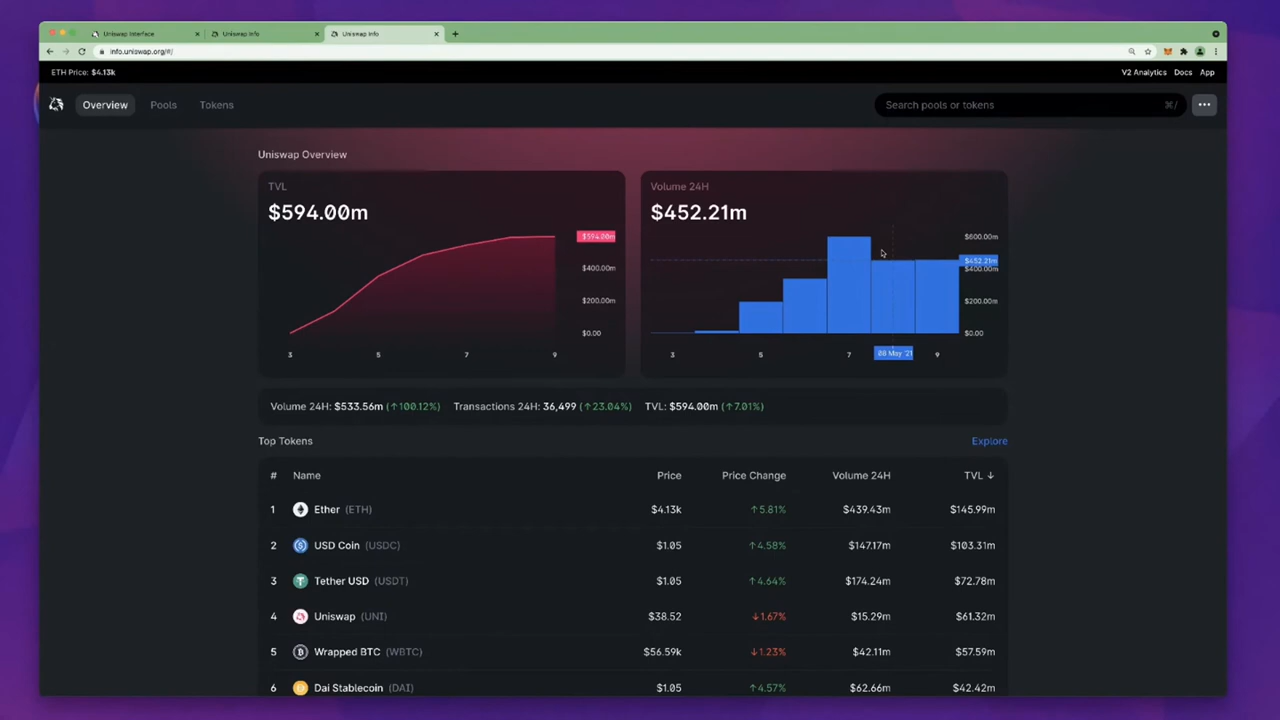 Uniswap Interface
Uniswap Info
Uniswap Info
info.uniswap.org/#/
ETH Price: $4.13k
V2 Analytics Docs App
Overview Pools Tokens
Search pools or tokens ⌘/
Uniswap Overview
TVL
$594.00m
$594.00m
$400.00m
$200.00m
$0.00
3 5 7 9
Volume 24H
$452.21m
$600.00m
$452.21m
$400.00m
$200.00m
$0.00
3 5 7 08 May '21 9
Volume 24H: $533.56m (↑100.12%) Transactions 24H: 36,499 (↑23.04%) TVL: $594.00m (↑7.01%)
Top Tokens Explore
# Name Price Price Change Volume 24H TVL ↓
1 Ether (ETH) $4.13k ↑5.81% $439.43m $145.99m
2 USD Coin (USDC) $1.05 ↑4.58% $147.17m $103.31m
3 Tether USD (USDT) $1.05 ↑4.64% $174.24m $72.78m
4 Uniswap (UNI) $38.52 ↓1.67% $15.29m $61.32m
5 Wrapped BTC (WBTC) $56.59k ↓1.23% $42.11m $57.59m
6 Dai Stablecoin (DAI) $1.05 ↑4.57% $62.66m $42.42m